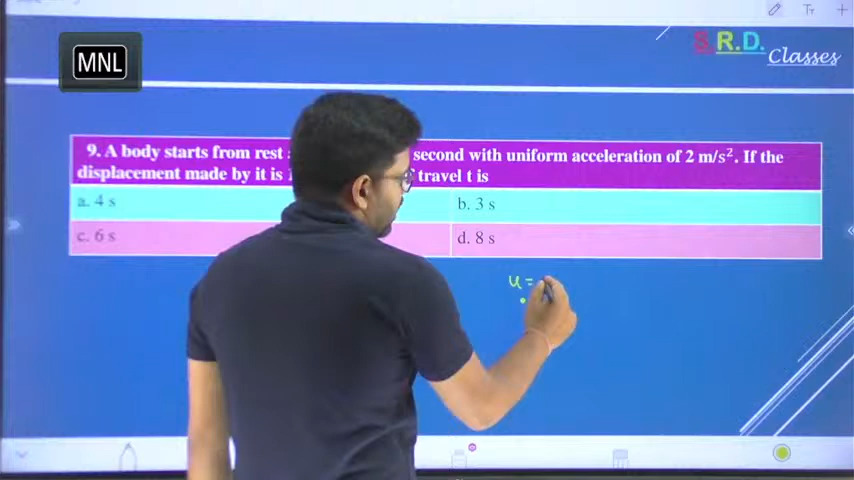 MNL
S.R.D.
Classes
9. A body starts from rest second with uniform acceleration of 2 m/s². If the
displacement made by it is travel t is
a. 4 s
b. 3 s
c. 6 s
d. 8 s
u =